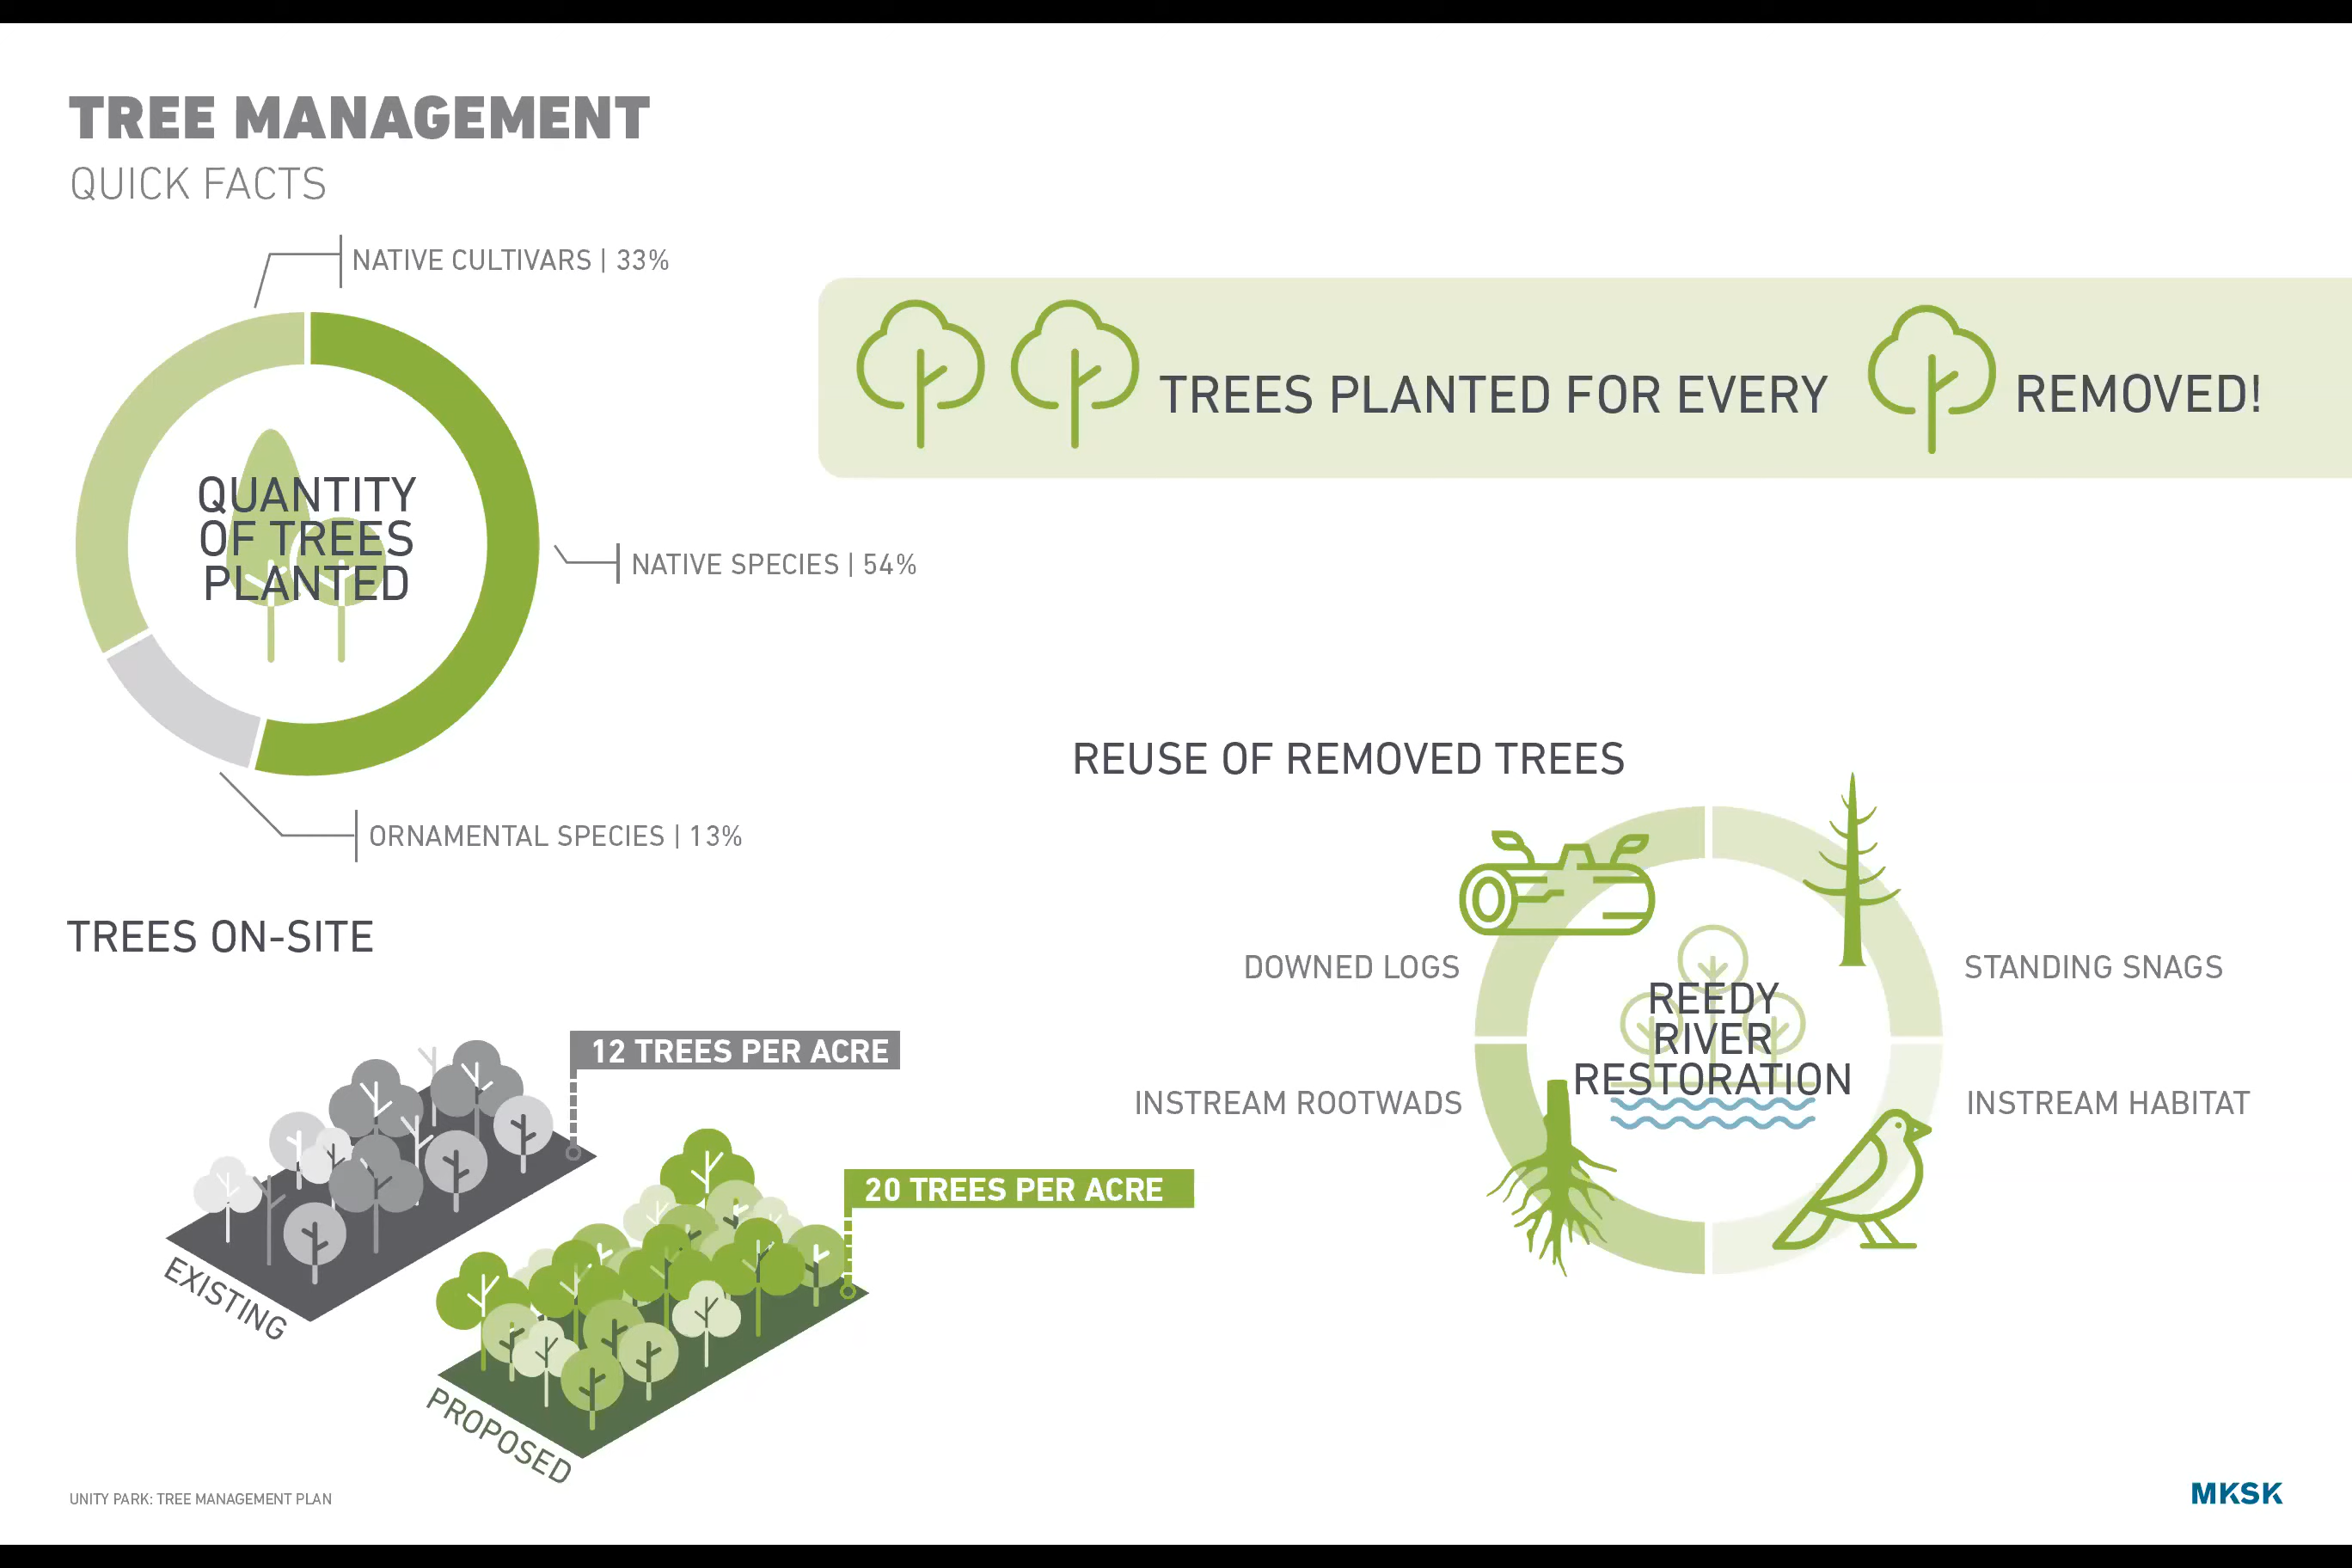 TREE MANAGEMENT
QUICK FACTS
NATIVE CULTIVARS | 33%
TREES PLANTED FOR EVERY REMOVED!
QUANTITY
OF TREES
PLANTED
NATIVE SPECIES | 54%
ORNAMENTAL SPECIES | 13%
REUSE OF REMOVED TREES
DOWNED LOGS
STANDING SNAGS
REEDY
RIVER
RESTORATION
INSTREAM ROOTWADS
INSTREAM HABITAT
TREES ON-SITE
12 TREES PER ACRE
EXISTING
20 TREES PER ACRE
PROPOSED
UNITY PARK: TREE MANAGEMENT PLAN
MKSK